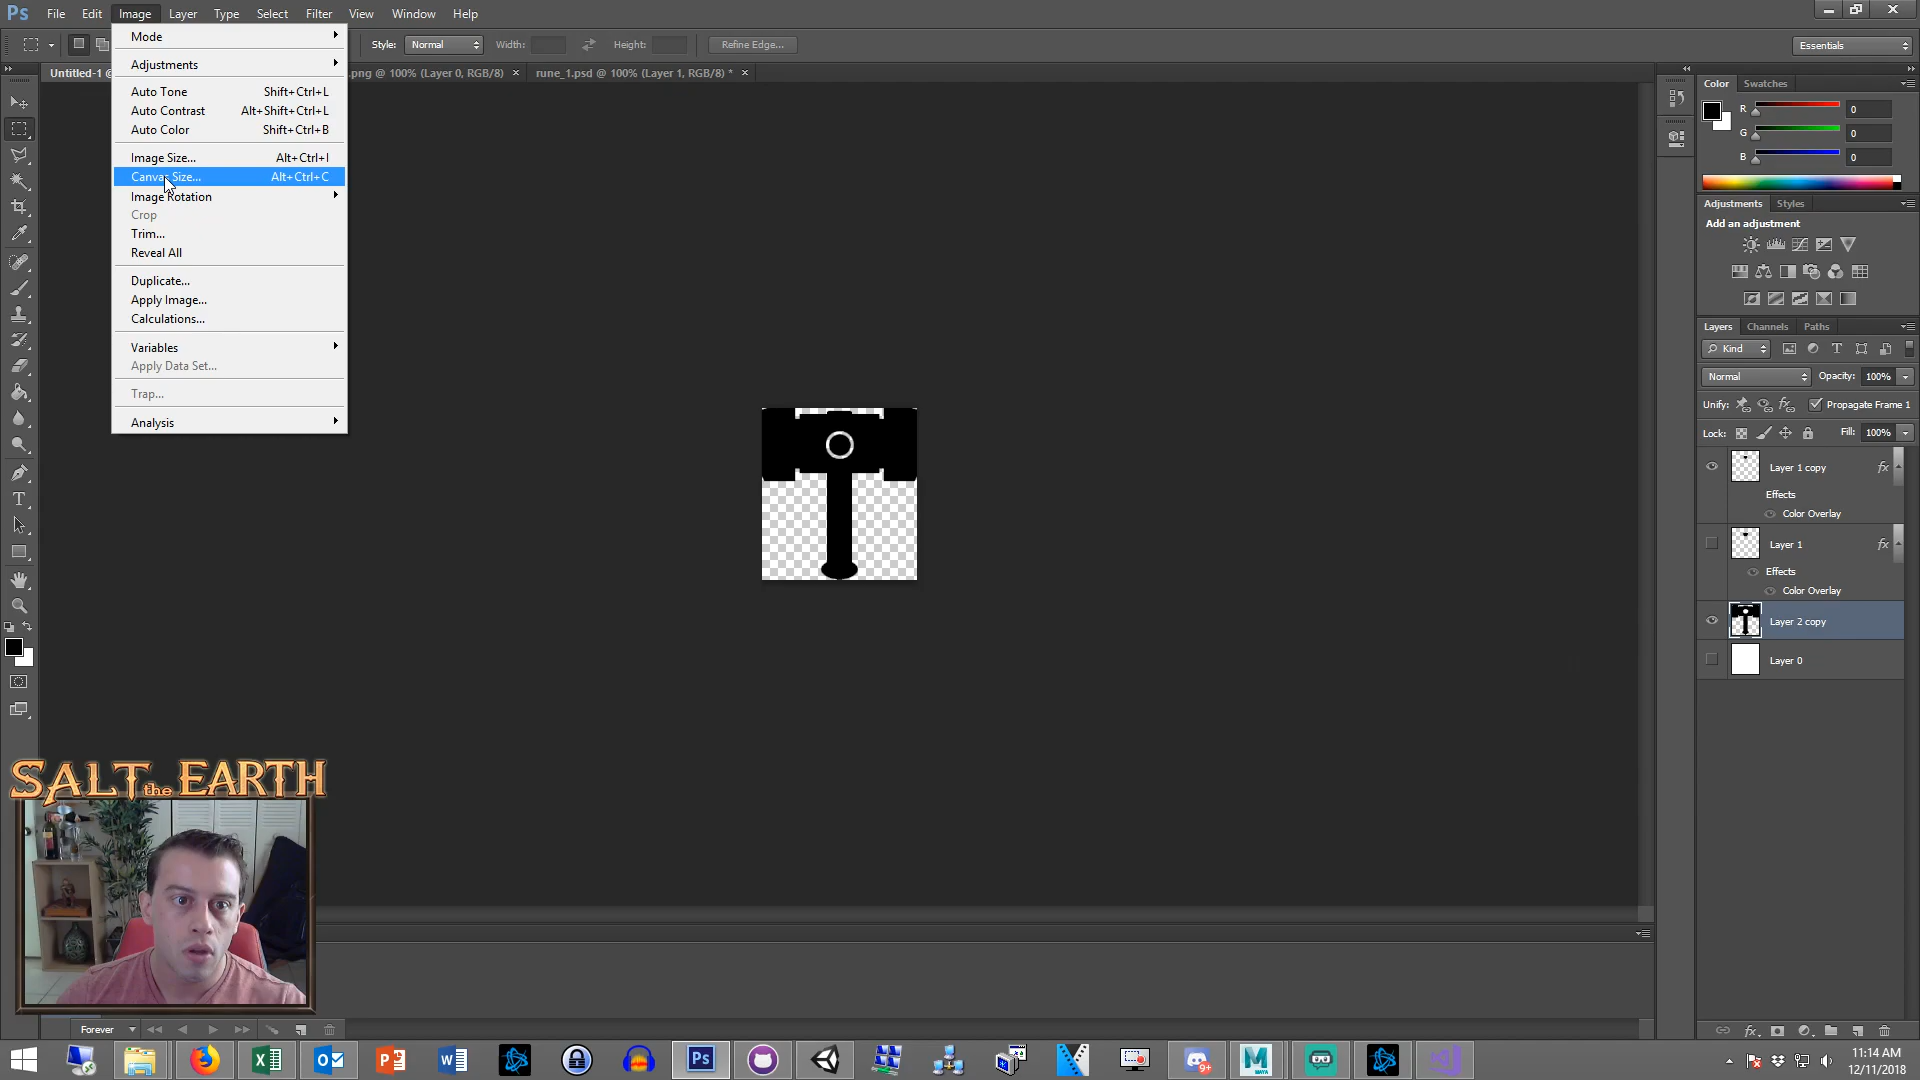 Ps File Edit Image Layer Type Select Filter View Window Help
Style: Normal Width: Height: Refine Edge... Essentials
Untitled-1 @ .png @ 100% (Layer 0, RGB/8) × rune_1.psd @ 100% (Layer 1, RGB/8) * ×
Mode
Adjustments
Auto Tone Shift+Ctrl+L
Auto Contrast Alt+Shift+Ctrl+L
Auto Color Shift+Ctrl+B
Image Size... Alt+Ctrl+I
Canvas Size... Alt+Ctrl+C
Image Rotation
Crop
Trim...
Reveal All
Duplicate...
Apply Image...
Calculations...
Variables
Apply Data Set...
Trap...
Analysis
Color Swatches
R 0
G 0
B 0
Adjustments Styles
Add an adjustment
Layers Channels Paths
Kind
Normal Opacity: 100%
Unify: Propagate Frame 1
Lock: Fill: 100%
Layer 1 copy fx
Effects
Color Overlay
Layer 1 fx
Effects
Color Overlay
Layer 2 copy
Layer 0
SALT the EARTH
Forever
fx
Ps
9+
MAYA
11:14 AM
12/11/2018